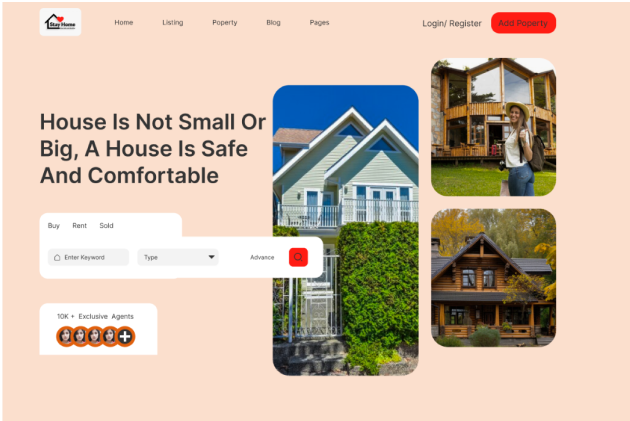 Stay Home
Home Listing Poperty Blog Pages
Login/ Register Add Poperty
House Is Not Small Or
Big, A House Is Safe
And Comfortable
Buy Rent Sold
Enter Keyword Type Advance
10K + Exclusive Agents